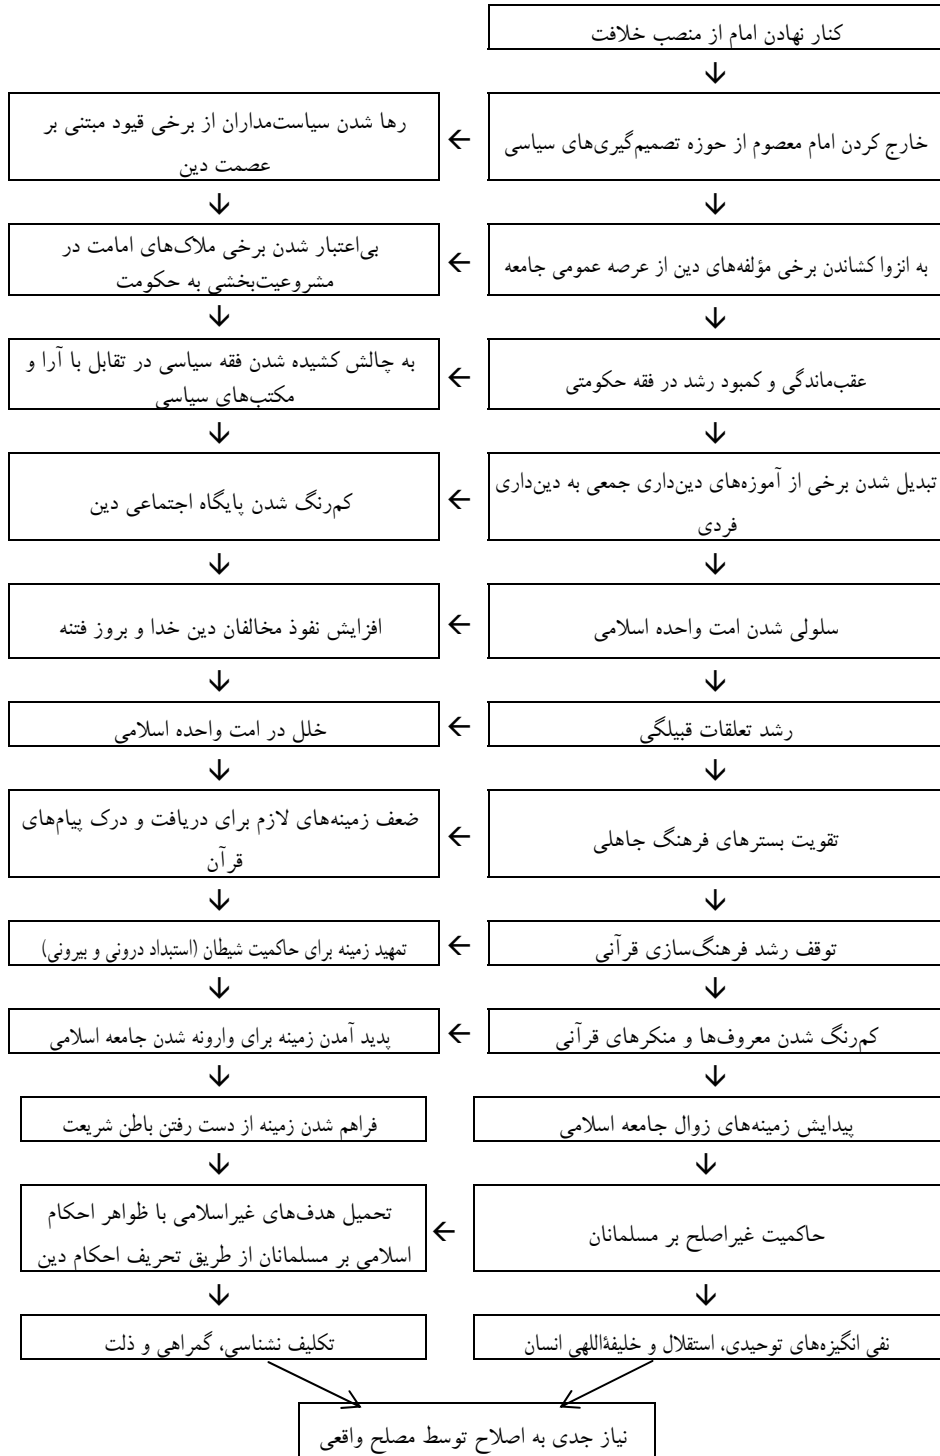 کنار نهادن امام از منصب خلافت
خارج کردن امام معصوم از حوزه تصمیم‌گیری‌های سیاسی
رها شدن سیاست‌مداران از برخی قیود مبتنی بر
عصمت دین
به انزوا کشاندن برخی مؤلفه‌های دین از عرصه عمومی جامعه
بی‌اعتبار شدن برخی ملاک‌های امامت در
مشروعیت‌بخشی به حکومت
عقب‌ماندگی و کمبود رشد در فقه حکومتی
به چالش کشیده شدن فقه سیاسی در تقابل با آرا و
مکتب‌های سیاسی
تبدیل شدن برخی از آموزه‌های دین‌داری جمعی به دین‌داری
فردی
کم‌رنگ شدن پایگاه اجتماعی دین
سلولی شدن امت واحده اسلامی
افزایش نفوذ مخالفان دین خدا و بروز فتنه
رشد تعلقات قبیلگی
خلل در امت واحده اسلامی
تقویت بسترهای فرهنگ جاهلی
ضعف زمینه‌های لازم برای دریافت و درک پیام‌های
قرآن
توقف رشد فرهنگ‌سازی قرآنی
تمهید زمینه برای حاکمیت شیطان (استبداد درونی و بیرونی)
کم‌رنگ شدن معروف‌ها و منکرهای قرآنی
پدید آمدن زمینه برای وارونه شدن جامعه اسلامی
پیدایش زمینه‌های زوال جامعه اسلامی
فراهم شدن زمینه از دست رفتن باطن شریعت
حاکمیت غیراصلح بر مسلمانان
تحمیل هدف‌های غیراسلامی با ظواهر احکام
اسلامی بر مسلمانان از طریق تحریف احکام دین
نفی انگیزه‌های توحیدی، استقلال و خلیفةاللهی انسان
تکلیف نشناسی، گمراهی و ذلت
نیاز جدی به اصلاح توسط مصلح واقعی